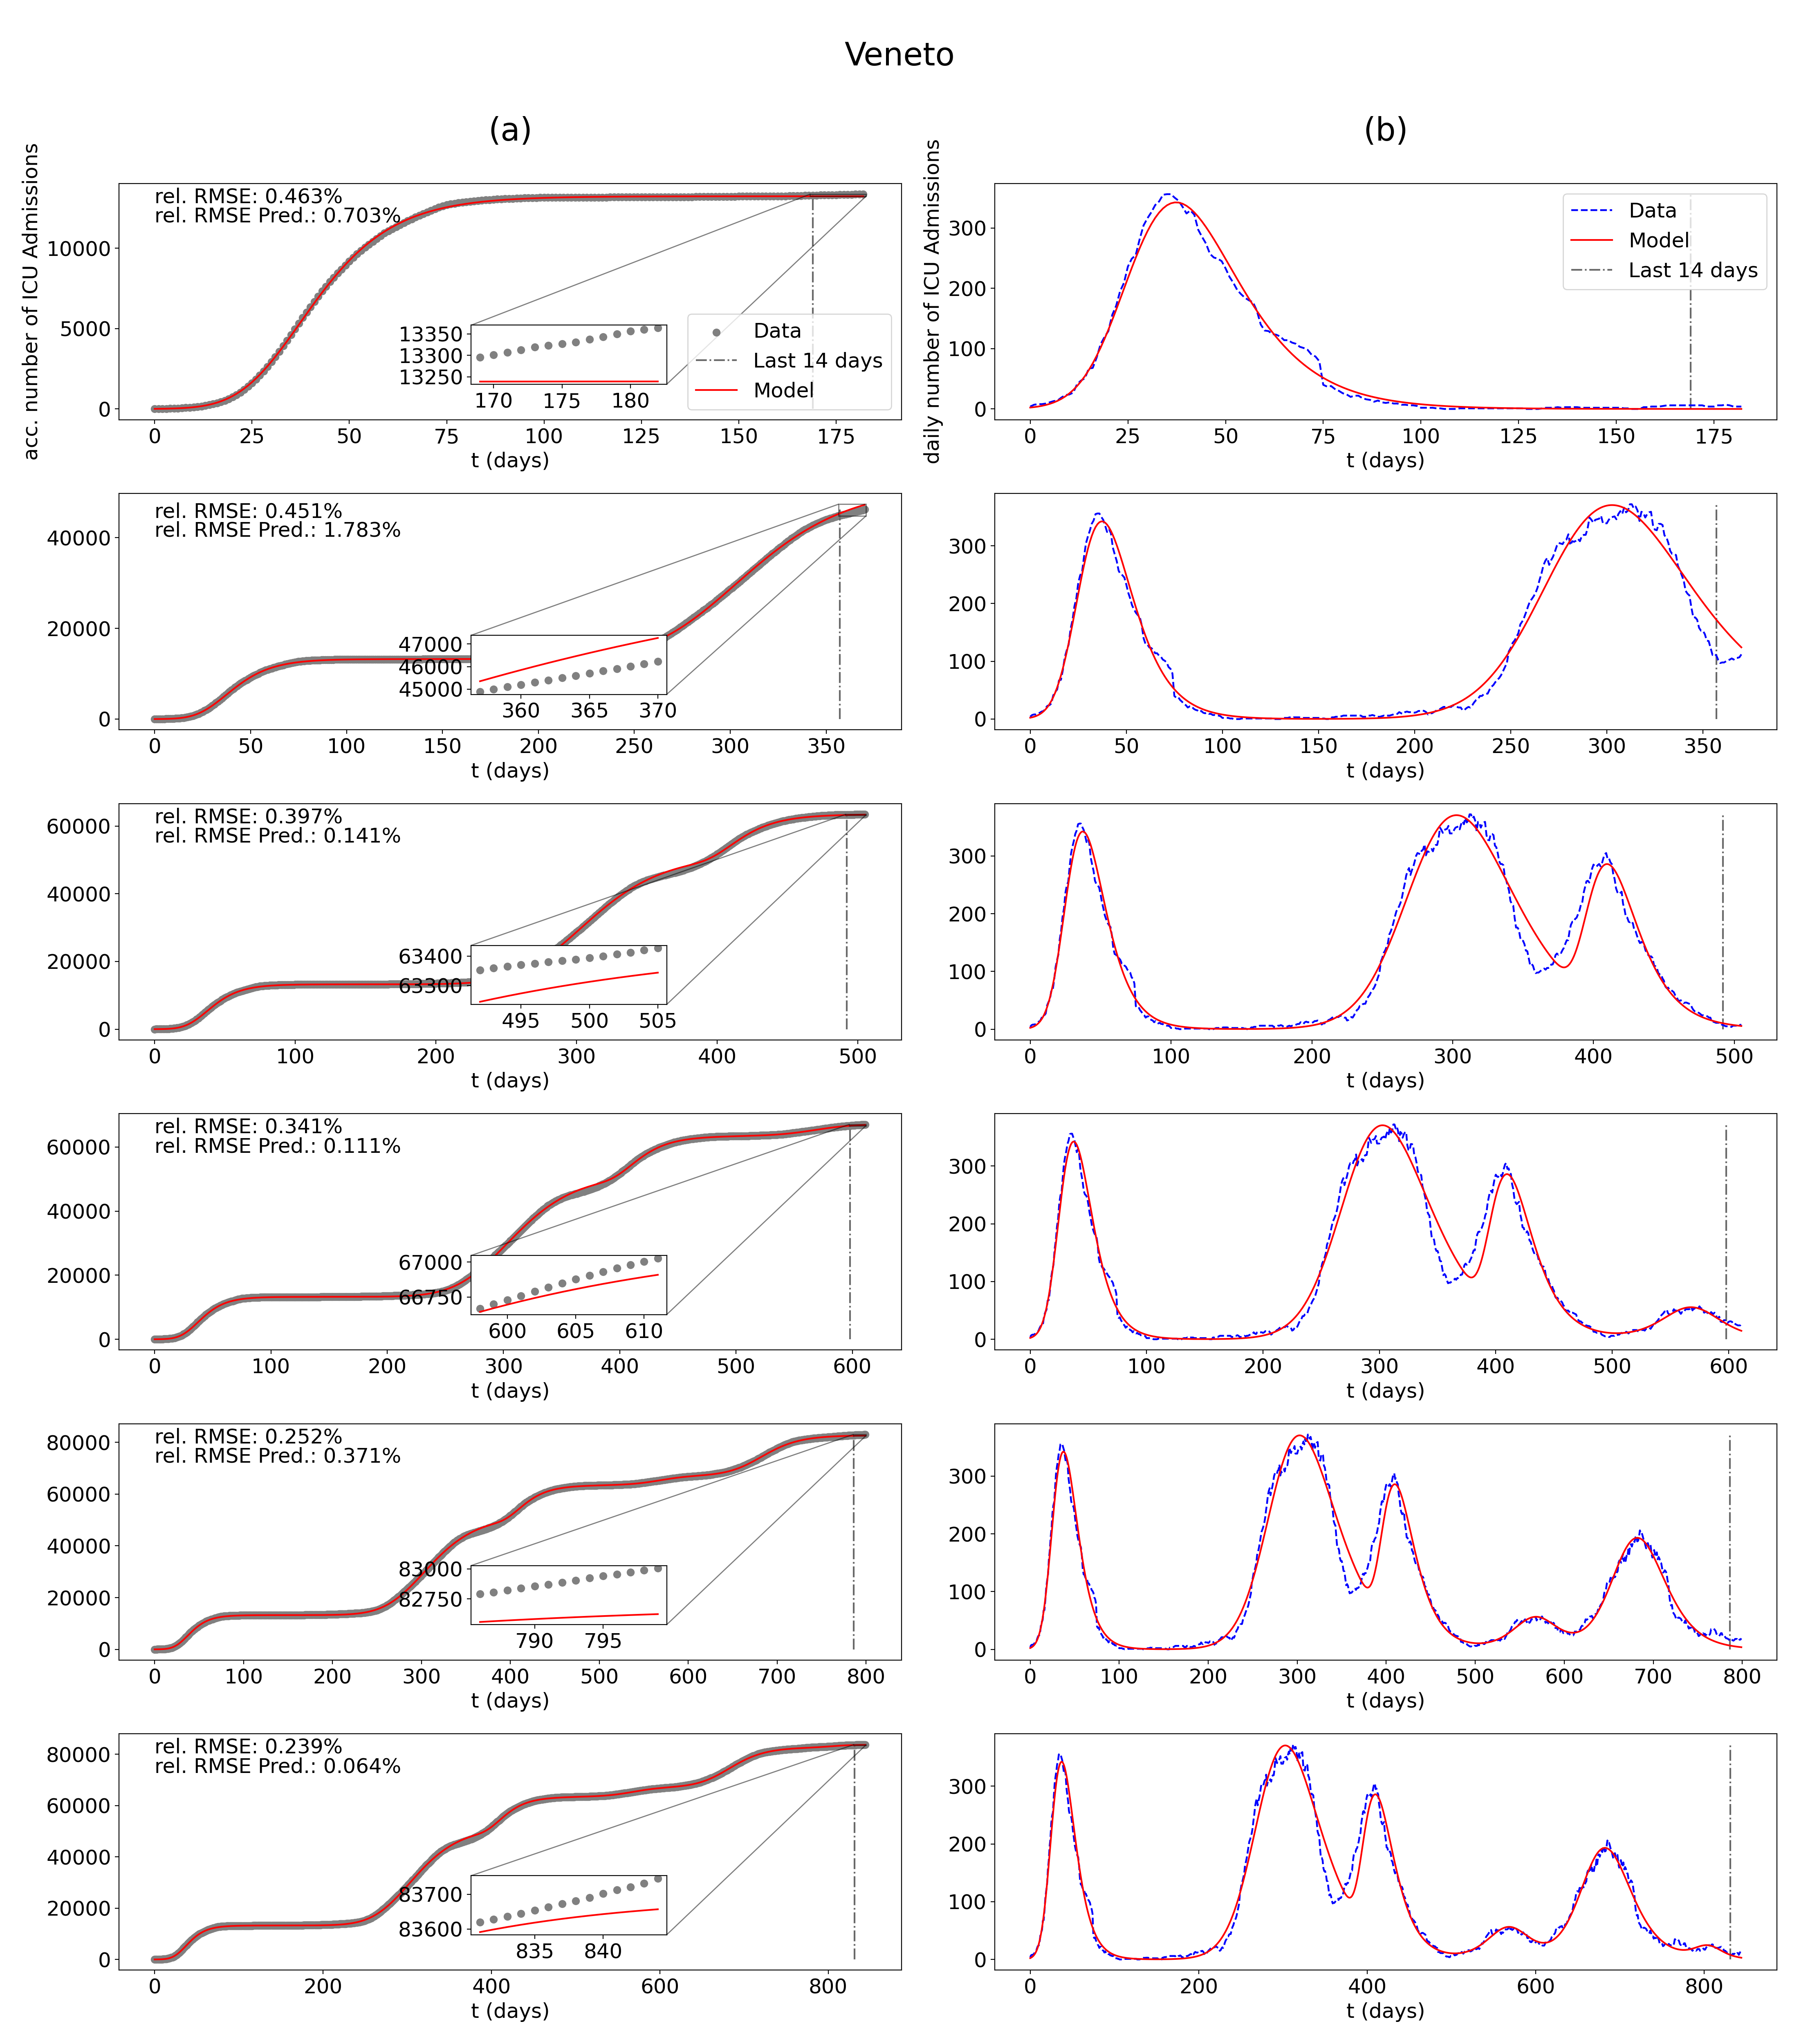 Veneto
(a)
(b)
acc. number of ICU Admissions
rel. RMSE: 0.463%
rel. RMSE Pred.: 0.703%
10000
5000
0
13350
13300
13250
170 175 180
Data
Last 14 days
Model
0 25 50 75 100 125 150 175
t (days)
daily number of ICU Admissions
300
200
100
0
Data
Model
Last 14 days
0 25 50 75 100 125 150 175
t (days)
rel. RMSE: 0.451%
rel. RMSE Pred.: 1.783%
40000
20000
0
47000
46000
45000
360 365 370
0 50 100 150 200 250 300 350
t (days)
300
200
100
0
0 50 100 150 200 250 300 350
t (days)
rel. RMSE: 0.397%
rel. RMSE Pred.: 0.141%
60000
40000
20000
0
63400
63300
495 500 505
0 100 200 300 400 500
t (days)
300
200
100
0
0 100 200 300 400 500
t (days)
rel. RMSE: 0.341%
rel. RMSE Pred.: 0.111%
60000
40000
20000
0
67000
66750
600 605 610
0 100 200 300 400 500 600
t (days)
300
200
100
0
0 100 200 300 400 500 600
t (days)
rel. RMSE: 0.252%
rel. RMSE Pred.: 0.371%
80000
60000
40000
20000
0
83000
82750
790 795
0 100 200 300 400 500 600 700 800
t (days)
300
200
100
0
0 100 200 300 400 500 600 700 800
t (days)
rel. RMSE: 0.239%
rel. RMSE Pred.: 0.064%
80000
60000
40000
20000
0
83700
83600
835 840
0 200 400 600 800
t (days)
300
200
100
0
0 200 400 600 800
t (days)